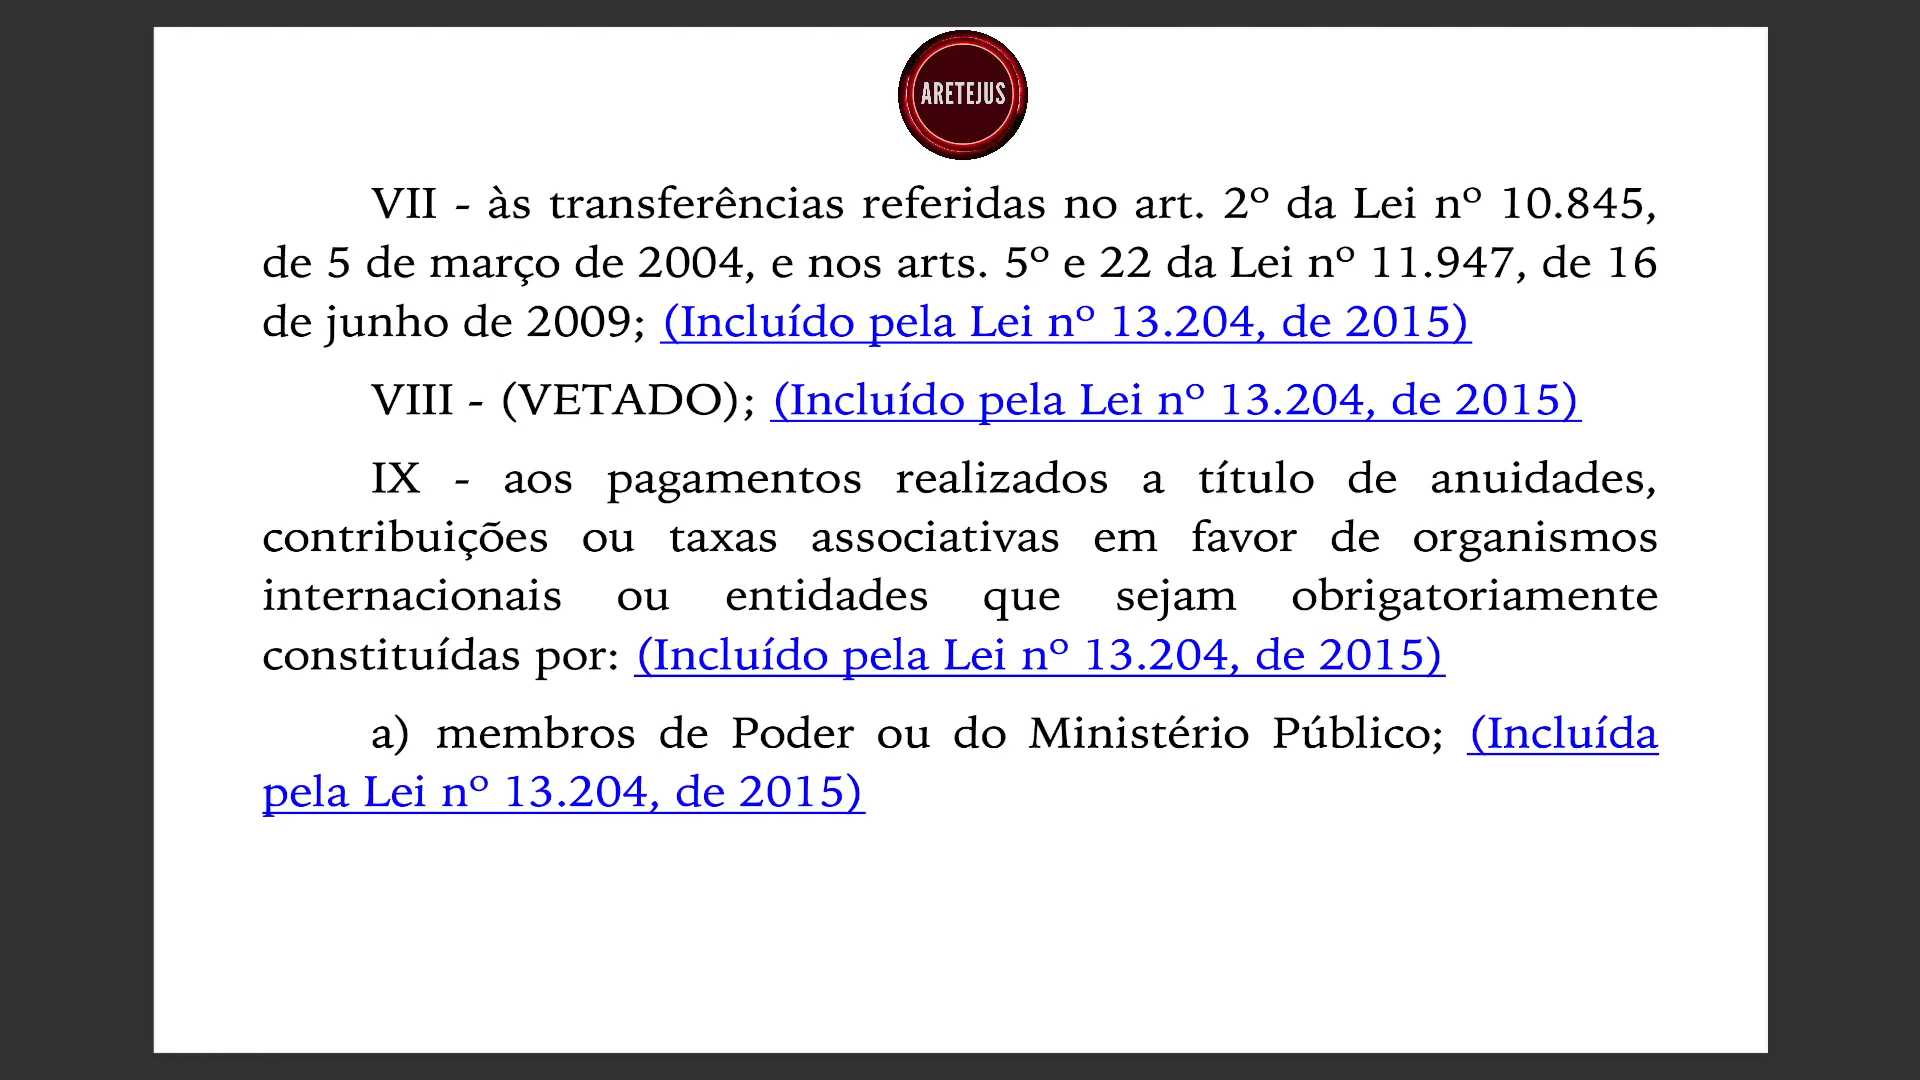 ARETEJUS
VII - às transferências referidas no art. 2º da Lei nº 10.845,
de 5 de março de 2004, e nos arts. 5º e 22 da Lei nº 11.947, de 16
de junho de 2009; (Incluído pela Lei nº 13.204, de 2015)
VIII - (VETADO); (Incluído pela Lei nº 13.204, de 2015)
IX - aos pagamentos realizados a título de anuidades,
contribuições ou taxas associativas em favor de organismos
internacionais ou entidades que sejam obrigatoriamente
constituídas por: (Incluído pela Lei nº 13.204, de 2015)
a) membros de Poder ou do Ministério Público; (Incluída
pela Lei nº 13.204, de 2015)